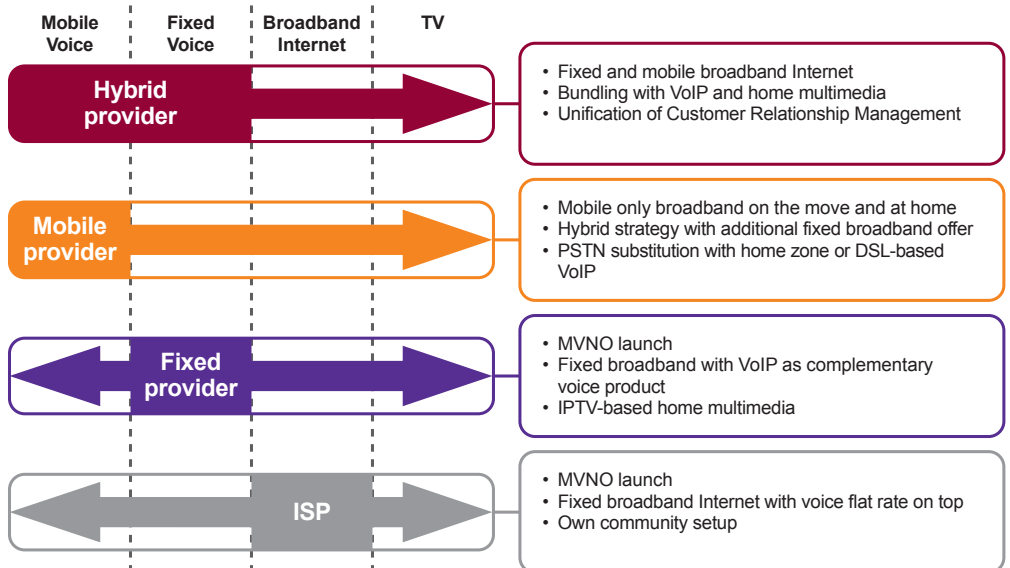 Mobile Voice
Fixed Voice
Broadband Internet
TV
Hybrid
provider
• Fixed and mobile broadband Internet
• Bundling with VoIP and home multimedia
• Unification of Customer Relationship Management
Mobile
provider
• Mobile only broadband on the move and at home
• Hybrid strategy with additional fixed broadband offer
• PSTN substitution with home zone or DSL-based
VoIP
Fixed
provider
• MVNO launch
• Fixed broadband with VoIP as complementary
voice product
• IPTV-based home multimedia
ISP
• MVNO launch
• Fixed broadband Internet with voice flat rate on top
• Own community setup